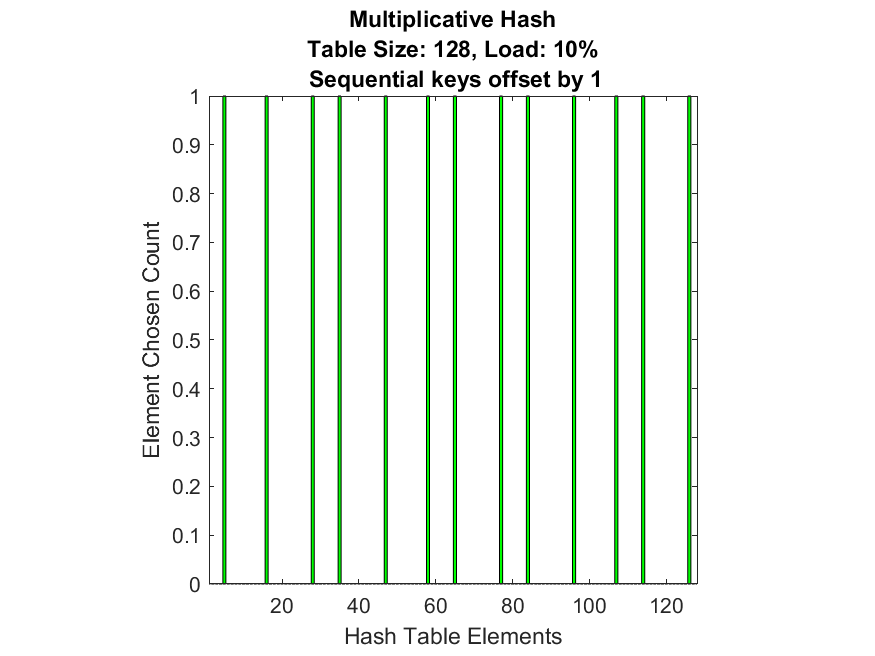 Multiplicative Hash
Table Size: 128, Load: 10%
Sequential keys offset by 1
1
0.9
0.8
0.7
0.6
0.5
0.4
0.3
0.2
0.1
0
Element Chosen Count
20 40 60 80 100 120
Hash Table Elements